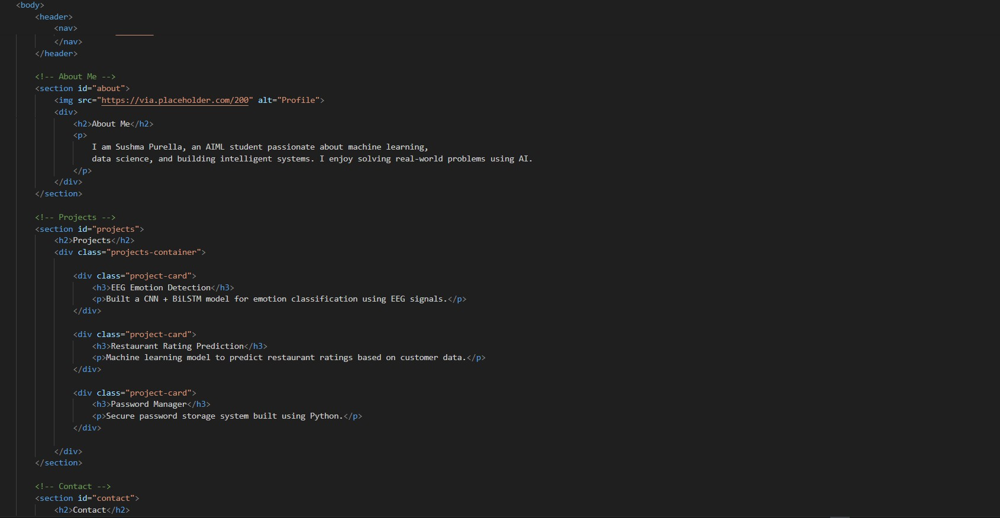 <body>
<header>
<nav>
</nav>
</header>
<!-- About Me -->
<section id="about">
<img src="https://via.placeholder.com/200" alt="Profile">
<div>
<h2>About Me</h2>
<p>
I am Sushma Purella, an AIML student passionate about machine learning,
data science, and building intelligent systems. I enjoy solving real-world problems using AI.
</p>
</div>
</section>
<!-- Projects -->
<section id="projects">
<h2>Projects</h2>
<div class="projects-container">
<div class="project-card">
<h3>EEG Emotion Detection</h3>
<p>Built a CNN + BiLSTM model for emotion classification using EEG signals.</p>
</div>
<div class="project-card">
<h3>Restaurant Rating Prediction</h3>
<p>Machine learning model to predict restaurant ratings based on customer data.</p>
</div>
<div class="project-card">
<h3>Password Manager</h3>
<p>Secure password storage system built using Python.</p>
</div>
</div>
</section>
<!-- Contact -->
<section id="contact">
<h2>Contact</h2>